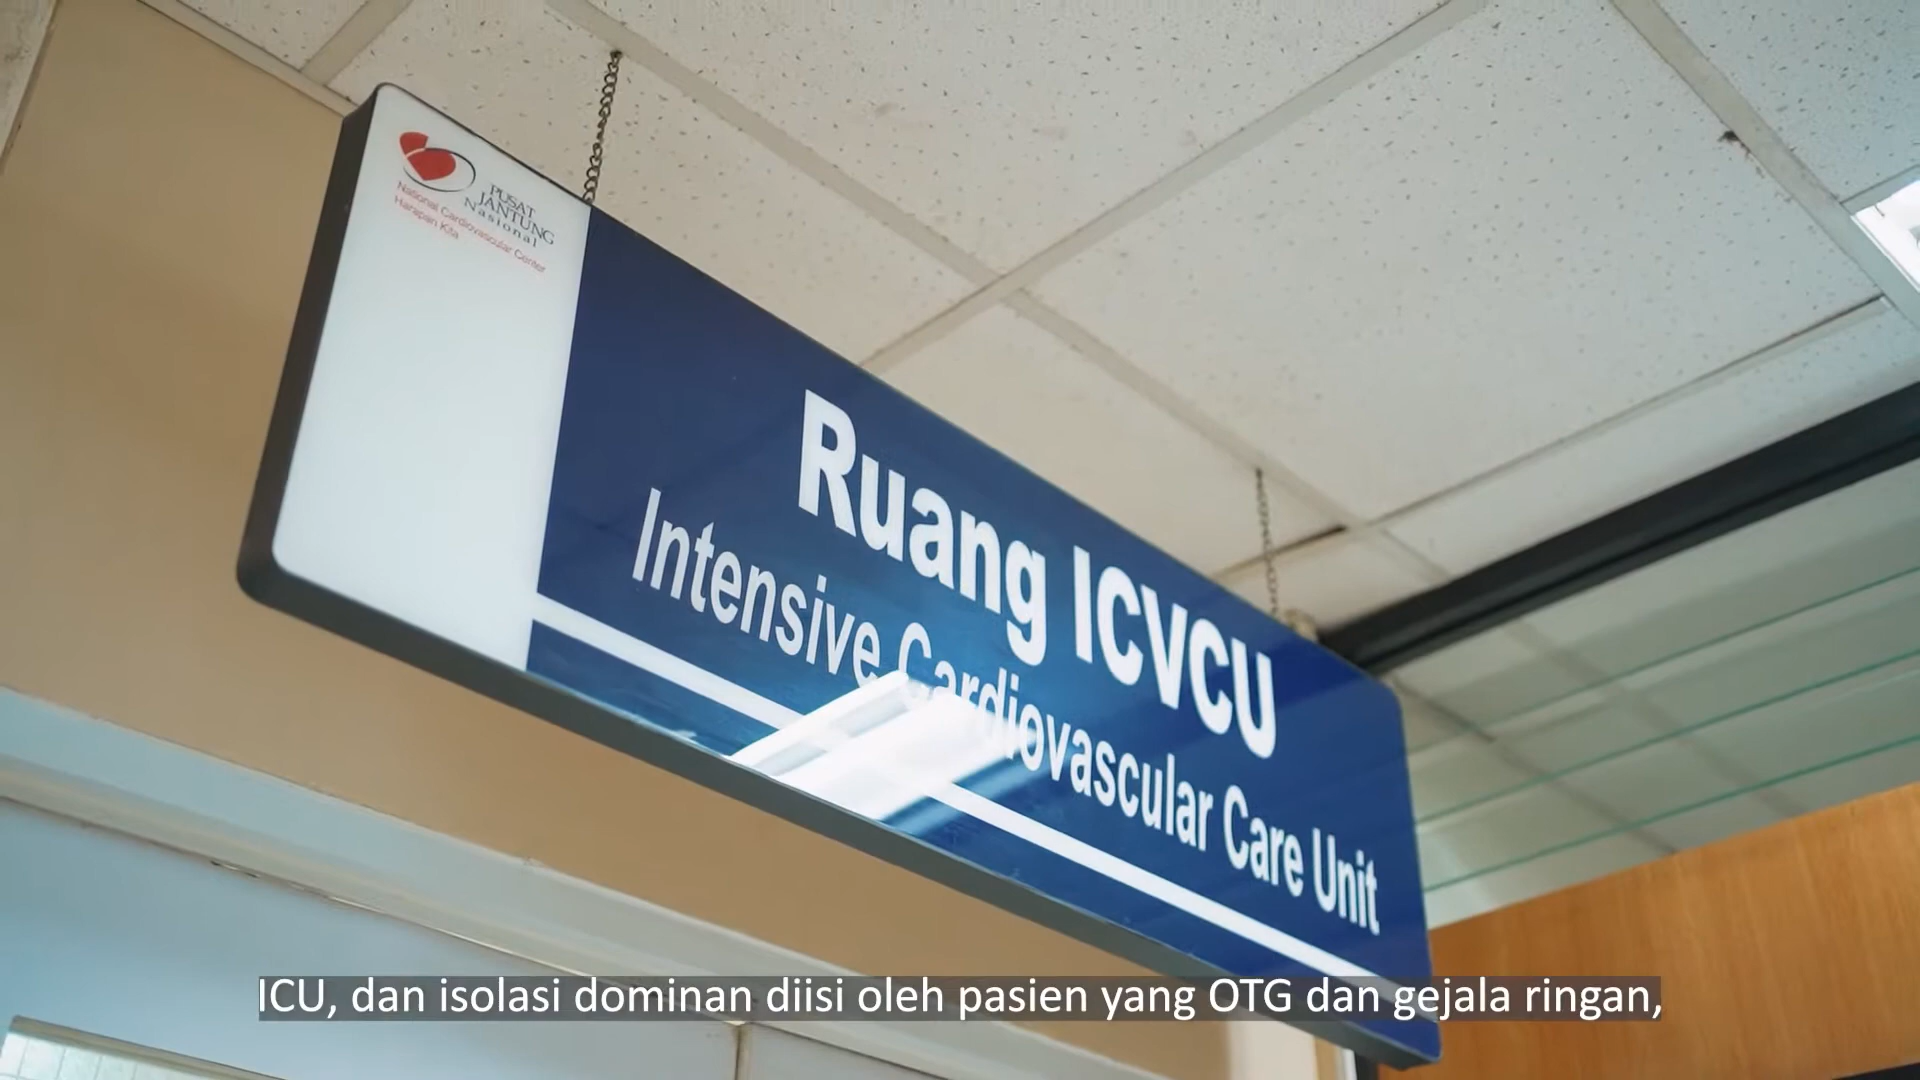 PUSAT
JANTUNG
Nasional
National Cardiovascular Center
Harapan Kita
Ruang ICVCU
Intensive Cardiovascular Care Unit
ICU, dan isolasi dominan diisi oleh pasien yang OTG dan gejala ringan,